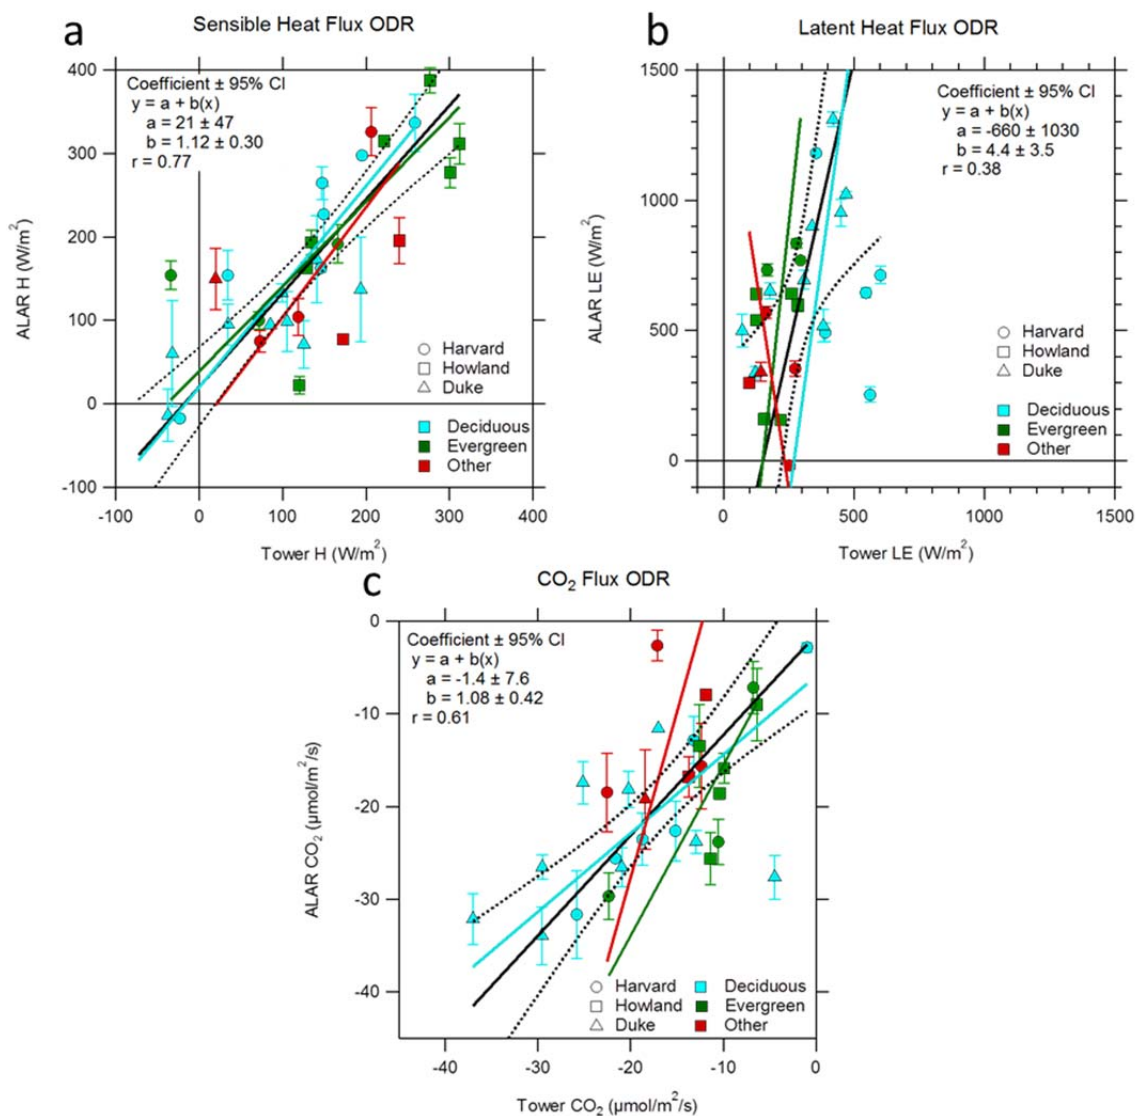 a
Sensible Heat Flux ODR
Coefficient ± 95% CI
y = a + b(x)
a = 21 ± 47
b = 1.12 ± 0.30
r = 0.77
400
300
200
100
0
-100
ALAR H (W/m²)
Harvard
Howland
Duke
Deciduous
Evergreen
Other
-100 0 100 200 300 400
Tower H (W/m²)
b
Latent Heat Flux ODR
Coefficient ± 95% CI
y = a + b(x)
a = -660 ± 1030
b = 4.4 ± 3.5
r = 0.38
1500
1000
500
0
ALAR LE (W/m²)
Harvard
Howland
Duke
Deciduous
Evergreen
Other
0 500 1000 1500
Tower LE (W/m²)
c
CO₂ Flux ODR
Coefficient ± 95% CI
y = a + b(x)
a = -1.4 ± 7.6
b = 1.08 ± 0.42
r = 0.61
0
-10
-20
-30
-40
ALAR CO₂ (μmol/m²/s)
Harvard Deciduous
Howland Evergreen
Duke Other
-40 -30 -20 -10 0
Tower CO₂ (μmol/m²/s)